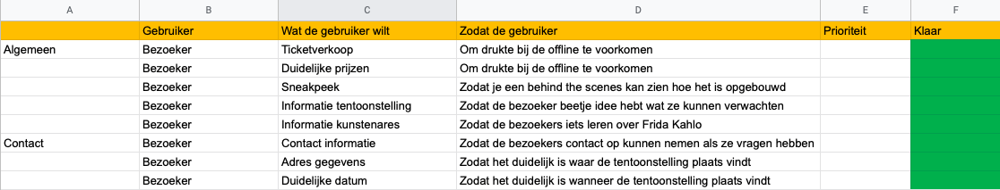 A B C D E F
Gebruiker Wat de gebruiker wilt Zodat de gebruiker Prioriteit Klaar
Algemeen Bezoeker Ticketverkoop Om drukte bij de offline te voorkomen
Bezoeker Duidelijke prijzen Om drukte bij de offline te voorkomen
Bezoeker Sneakpeek Zodat je een behind the scenes kan zien hoe het is opgebouwd
Bezoeker Informatie tentoonstelling Zodat de bezoeker beetje idee hebt wat ze kunnen verwachten
Bezoeker Informatie kunstenares Zodat de bezoekers iets leren over Frida Kahlo
Contact Bezoeker Contact informatie Zodat de bezoekers contact op kunnen nemen als ze vragen hebben
Bezoeker Adres gegevens Zodat het duidelijk is waar de tentoonstelling plaats vindt
Bezoeker Duidelijke datum Zodat het duidelijk is wanneer de tentoonstelling plaats vindt